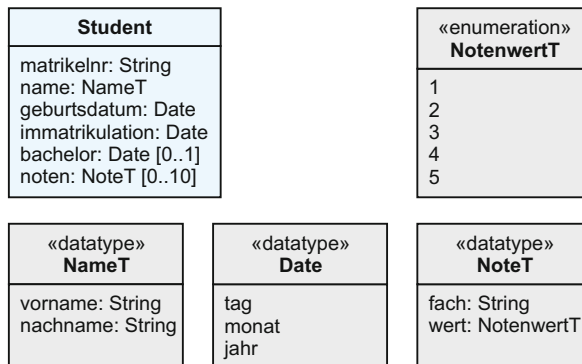 Student
matrikelnr: String
name: NameT
geburtsdatum: Date
immatrikulation: Date
bachelor: Date [0..1]
noten: NoteT [0..10]
«enumeration»
NotenwertT
1
2
3
4
5
«datatype»
NameT
vorname: String
nachname: String
«datatype»
Date
tag
monat
jahr
«datatype»
NoteT
fach: String
wert: NotenwertT